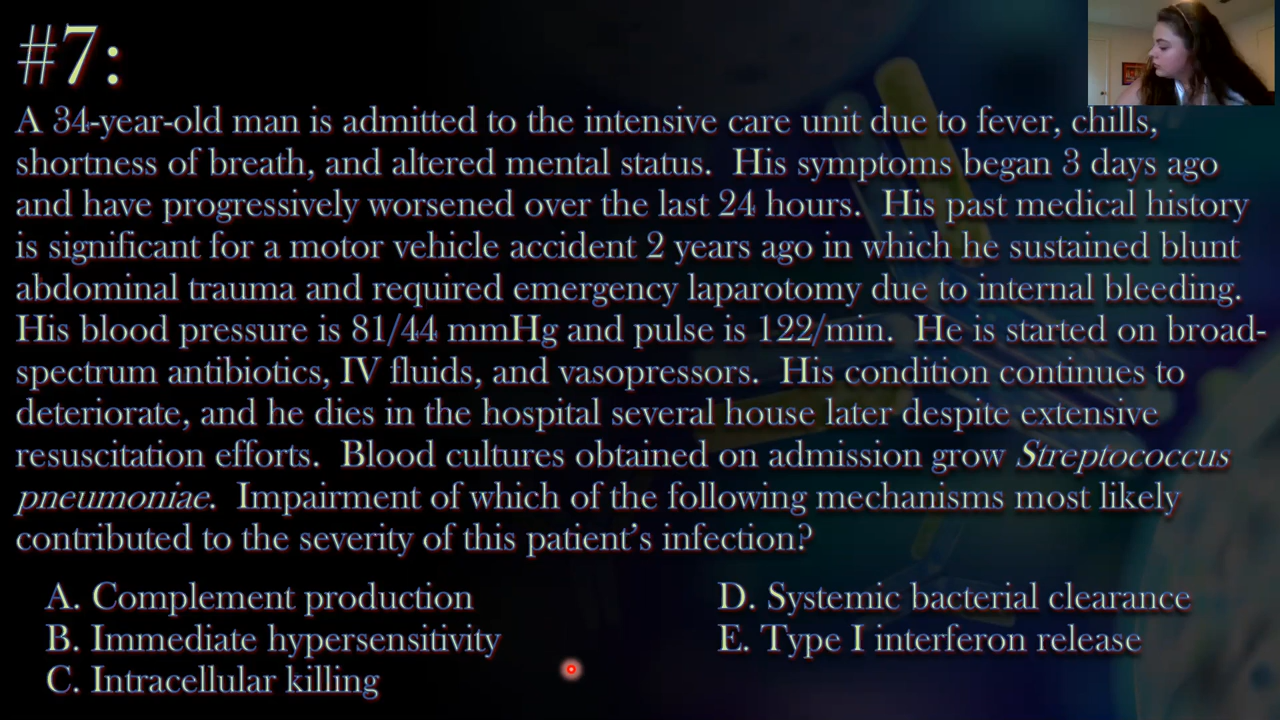 #7:
A 34-year-old man is admitted to the intensive care unit due to fever, chills,
shortness of breath, and altered mental status.  His symptoms began 3 days ago
and have progressively worsened over the last 24 hours.  His past medical history
is significant for a motor vehicle accident 2 years ago in which he sustained blunt
abdominal trauma and required emergency laparotomy due to internal bleeding.
His blood pressure is 81/44 mmHg and pulse is 122/min.  He is started on broad-
spectrum antibiotics, IV fluids, and vasopressors.  His condition continues to
deteriorate, and he dies in the hospital several house later despite extensive
resuscitation efforts.  Blood cultures obtained on admission grow Streptococcus
pneumoniae.  Impairment of which of the following mechanisms most likely
contributed to the severity of this patient's infection?
A. Complement production
B. Immediate hypersensitivity
C. Intracellular killing
D. Systemic bacterial clearance
E. Type I interferon release